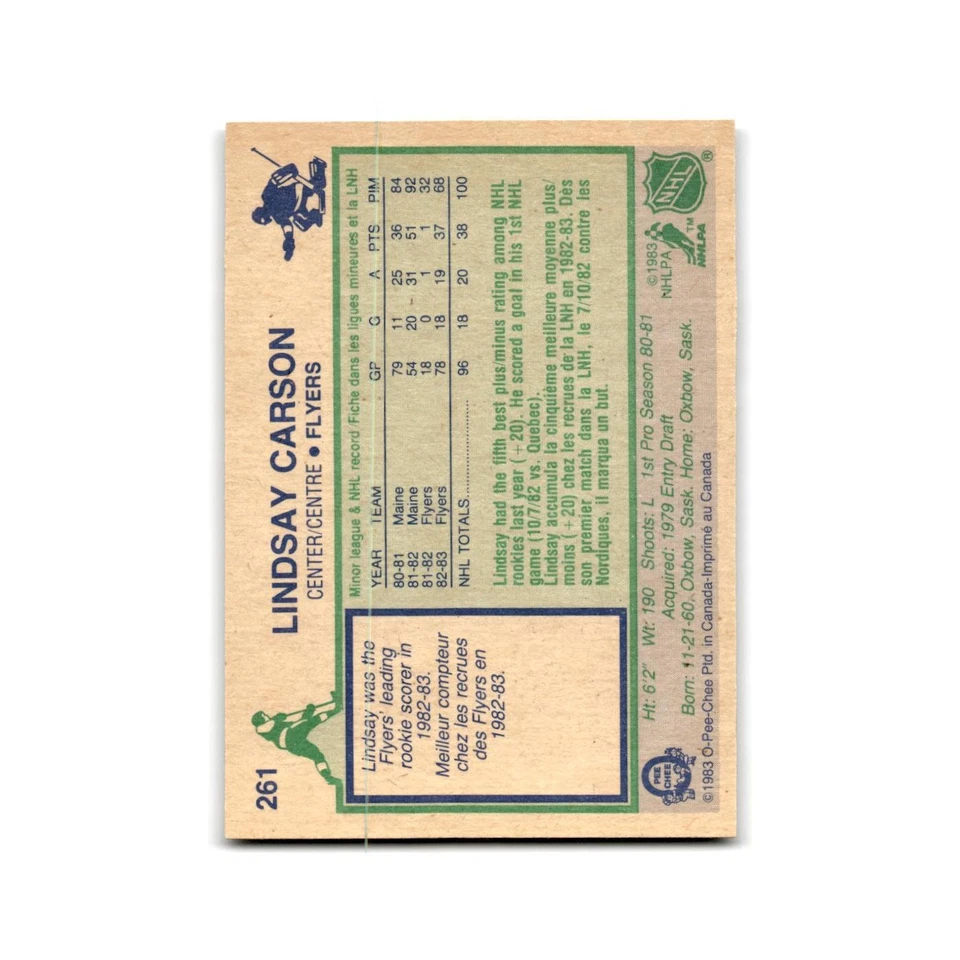 261
LINDSAY CARSON
CENTER/CENTRE • FLYERS
Lindsay was the
Flyers' leading
rookie scorer in
1982-83.
Meilleur compteur
chez les recrues
des Flyers en
1982-83.
Minor league & NHL record/Fiche dans les ligues mineures et la LNH
YEAR TEAM GP G A PTS PIM
80-81 Maine 79 11 25 36 84
81-82 Maine 54 20 31 51 92
81-82 Flyers 18 0 1 1 32
82-83 Flyers 78 18 19 37 68
NHL TOTALS.................... 96 18 20 38 100
Lindsay had the fifth best plus/minus rating among NHL
rookies last year (+20). He scored a goal in his 1st NHL
game (10/7/82 vs. Quebec).
Lindsay accumula la cinquième meilleure moyenne plus/
moins (+20) chez les recrues de la LNH en 1982-83. Dès
son premier match dans la LNH, le 7/10/82 contre les
Nordiques, il marqua un but.
Ht: 6'2" Wt: 190 Shoots: L 1st Pro Season 80-81
Acquired: 1979 Entry Draft
Born: 11-21-60, Oxbow, Sask. Home: Oxbow, Sask.
©1983 O-Pee-Chee Ptd. in Canada-Imprimé au Canada
PEE
CHEE
©1983
NHLPA
NHLPA™
NHL®